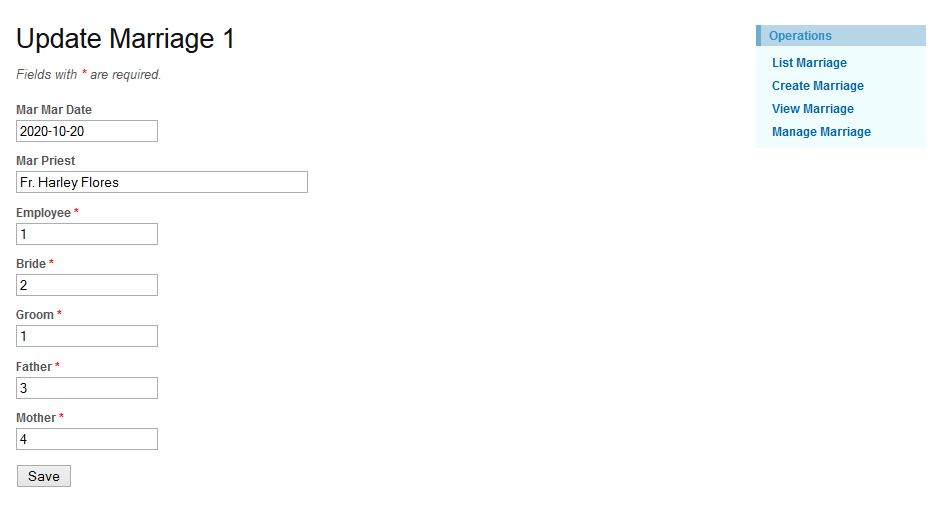 Update Marriage 1
Fields with * are required.
Mar Mar Date
2020-10-20
Mar Priest
Fr. Harley Flores
Employee *
1
Bride *
2
Groom *
1
Father *
3
Mother *
4
Save
Operations
List Marriage
Create Marriage
View Marriage
Manage Marriage